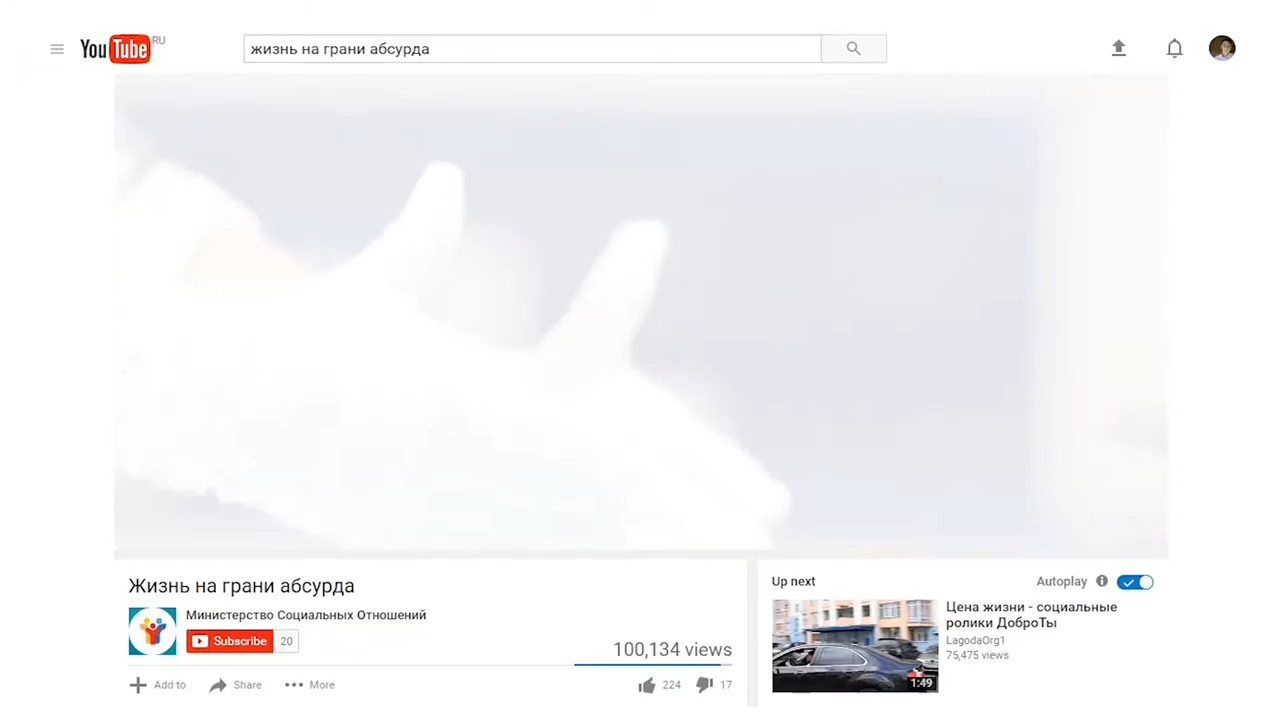 YouTube RU
жизнь на грани абсурда
Жизнь на грани абсурда
Министерство Социальных Отношений
Subscribe 20
100,134 views
Add to Share More
224 17
Up next
Autoplay
Цена жизни - социальные
ролики ДоброТы
LagodaOrg1
75,475 views
1:49